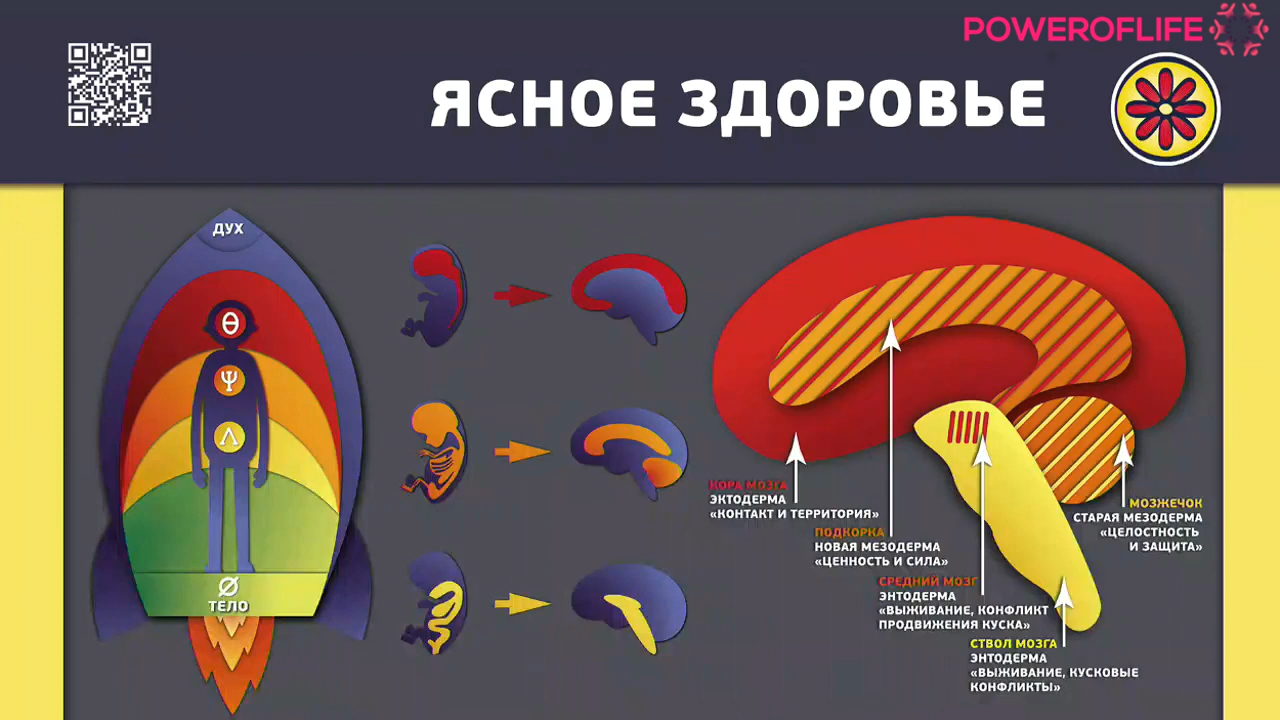 POWEROFLIFE
ЯСНОЕ ЗДОРОВЬЕ
ДУХ
Θ
Ψ
Λ
Ø
ТЕЛО
КОРА МОЗГА
ЭКТОДЕРМА
«КОНТАКТ И ТЕРРИТОРИЯ»
ПОДКОРКА
НОВАЯ МЕЗОДЕРМА
«ЦЕННОСТЬ И СИЛА»
СРЕДНИЙ МОЗГ
ЭНТОДЕРМА
«ВЫЖИВАНИЕ, КОНФЛИКТ
ПРОДВИЖЕНИЯ КУСКА»
СТВОЛ МОЗГА
ЭНТОДЕРМА
«ВЫЖИВАНИЕ, КУСКОВЫЕ
КОНФЛИКТЫ»
МОЗЖЕЧОК
СТАРАЯ МЕЗОДЕРМА
«ЦЕЛОСТНОСТЬ
И ЗАЩИТА»